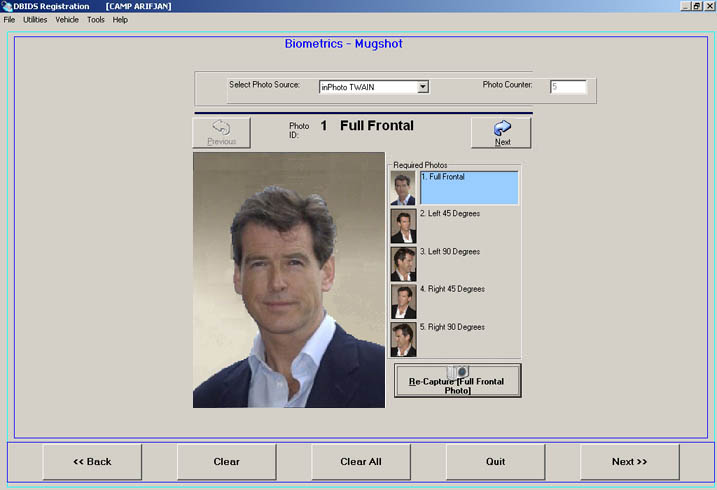 DBIDS Registration [CAMP ARIFJAN]
File Utilities Vehicle Tools Help
Biometrics - Mugshot
Select Photo Source: inPhoto TWAIN Photo Counter: 5
Previous
Photo ID: 1 Full Frontal
Next
Required Photos
1. Full Frontal
2. Left 45 Degrees
3. Left 90 Degrees
4. Right 45 Degrees
5. Right 90 Degrees
Re-Capture [Full Frontal
Photo]
<< Back Clear Clear All Quit Next >>